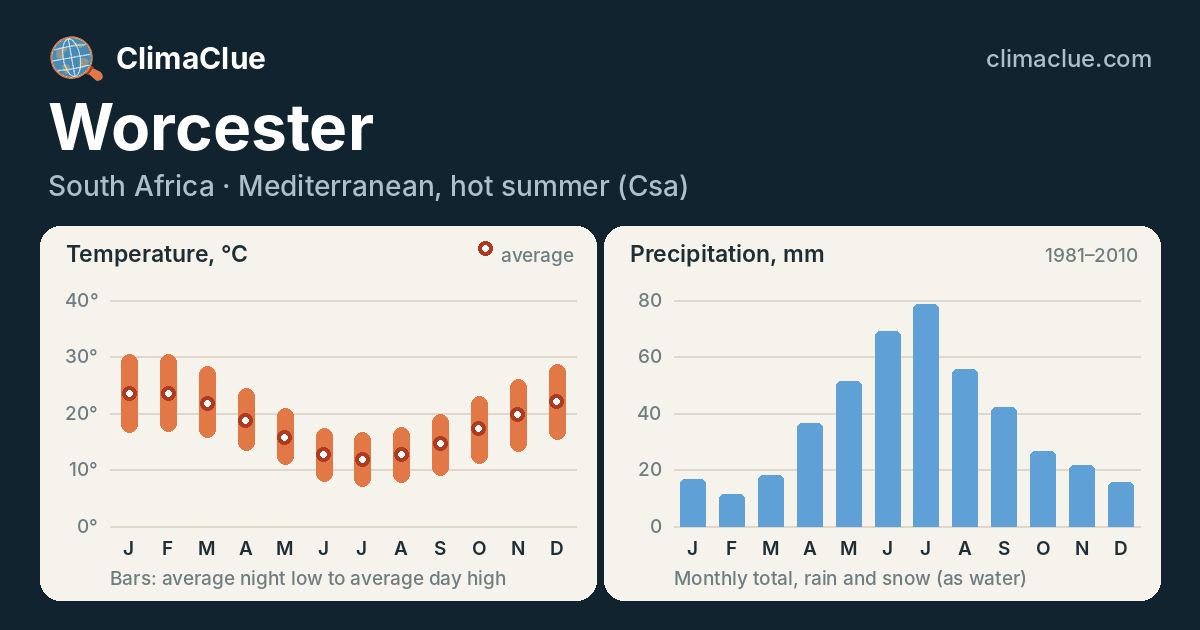 ClimaClue
climaclue.com
Worcester
South Africa · Mediterranean, hot summer (Csa)
Temperature, °C
average
40°
30°
20°
10°
0°
J F M A M J J A S O N D
Bars: average night low to average day high
Precipitation, mm
1981–2010
80
60
40
20
0
J F M A M J J A S O N D
Monthly total, rain and snow (as water)